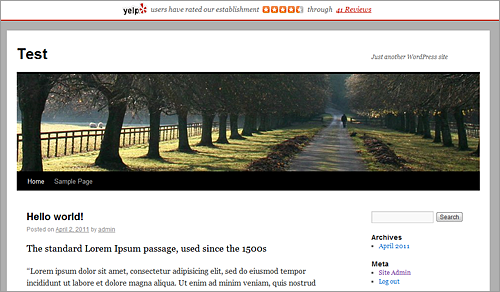 yelp users have rated our establishment through 41 Reviews
Test
Just another WordPress site
Home Sample Page
Hello world!
Posted on April 2, 2011 by admin
The standard Lorem Ipsum passage, used since the 1500s
"Lorem ipsum dolor sit amet, consectetur adipisicing elit, sed do eiusmod tempor
incididunt ut labore et dolore magna aliqua. Ut enim ad minim veniam, quis nostrud
Search
Archives
April 2011
Meta
Site Admin
Log out